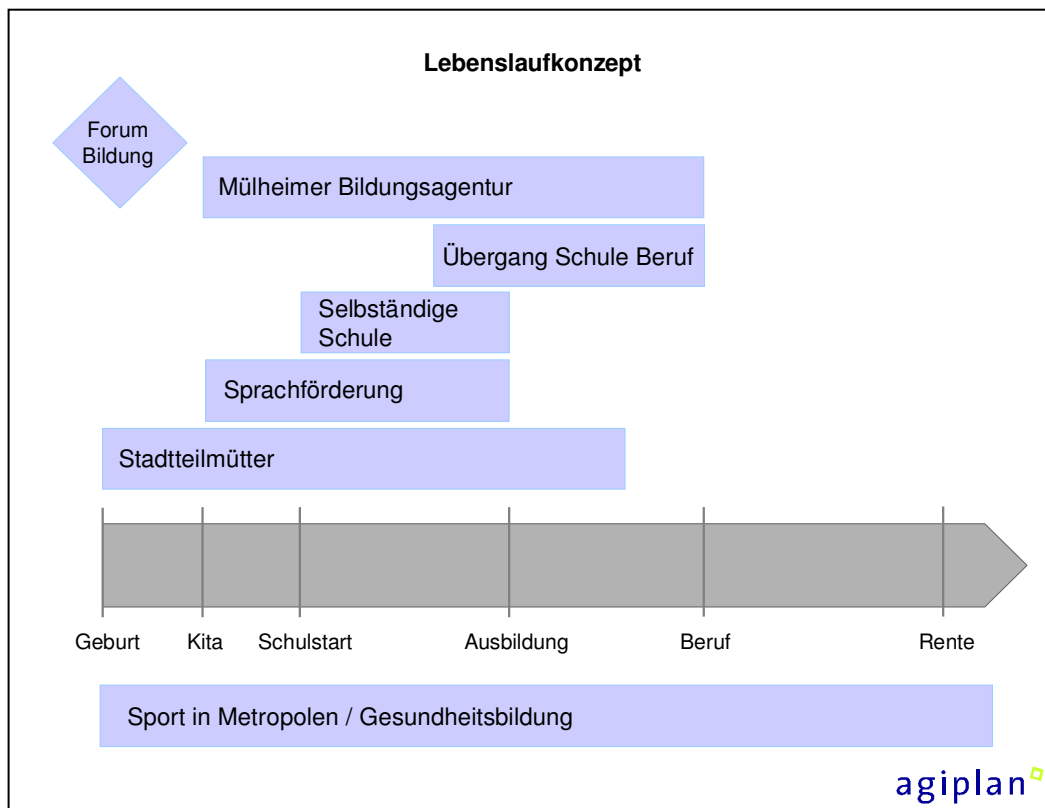 Lebenslaufkonzept
Forum
Bildung
Mülheimer Bildungsagentur
Übergang Schule Beruf
Selbständige
Schule
Sprachförderung
Stadtteilmütter
Geburt Kita Schulstart Ausbildung Beruf Rente
Sport in Metropolen / Gesundheitsbildung
agiplan